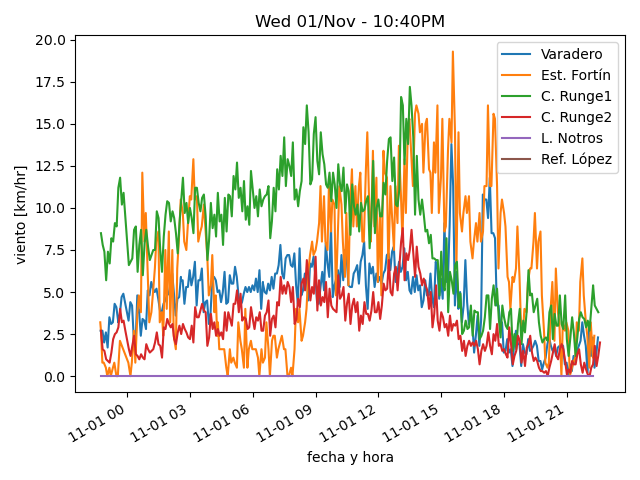 Wed 01/Nov - 10:40PM
viento [km/hr]
20.0
17.5
15.0
12.5
10.0
7.5
5.0
2.5
0.0
Varadero
Est. Fortín
C. Runge1
C. Runge2
L. Notros
Ref. López
11-01 00
11-01 03
11-01 06
11-01 09
11-01 12
11-01 15
11-01 18
11-01 21
fecha y hora